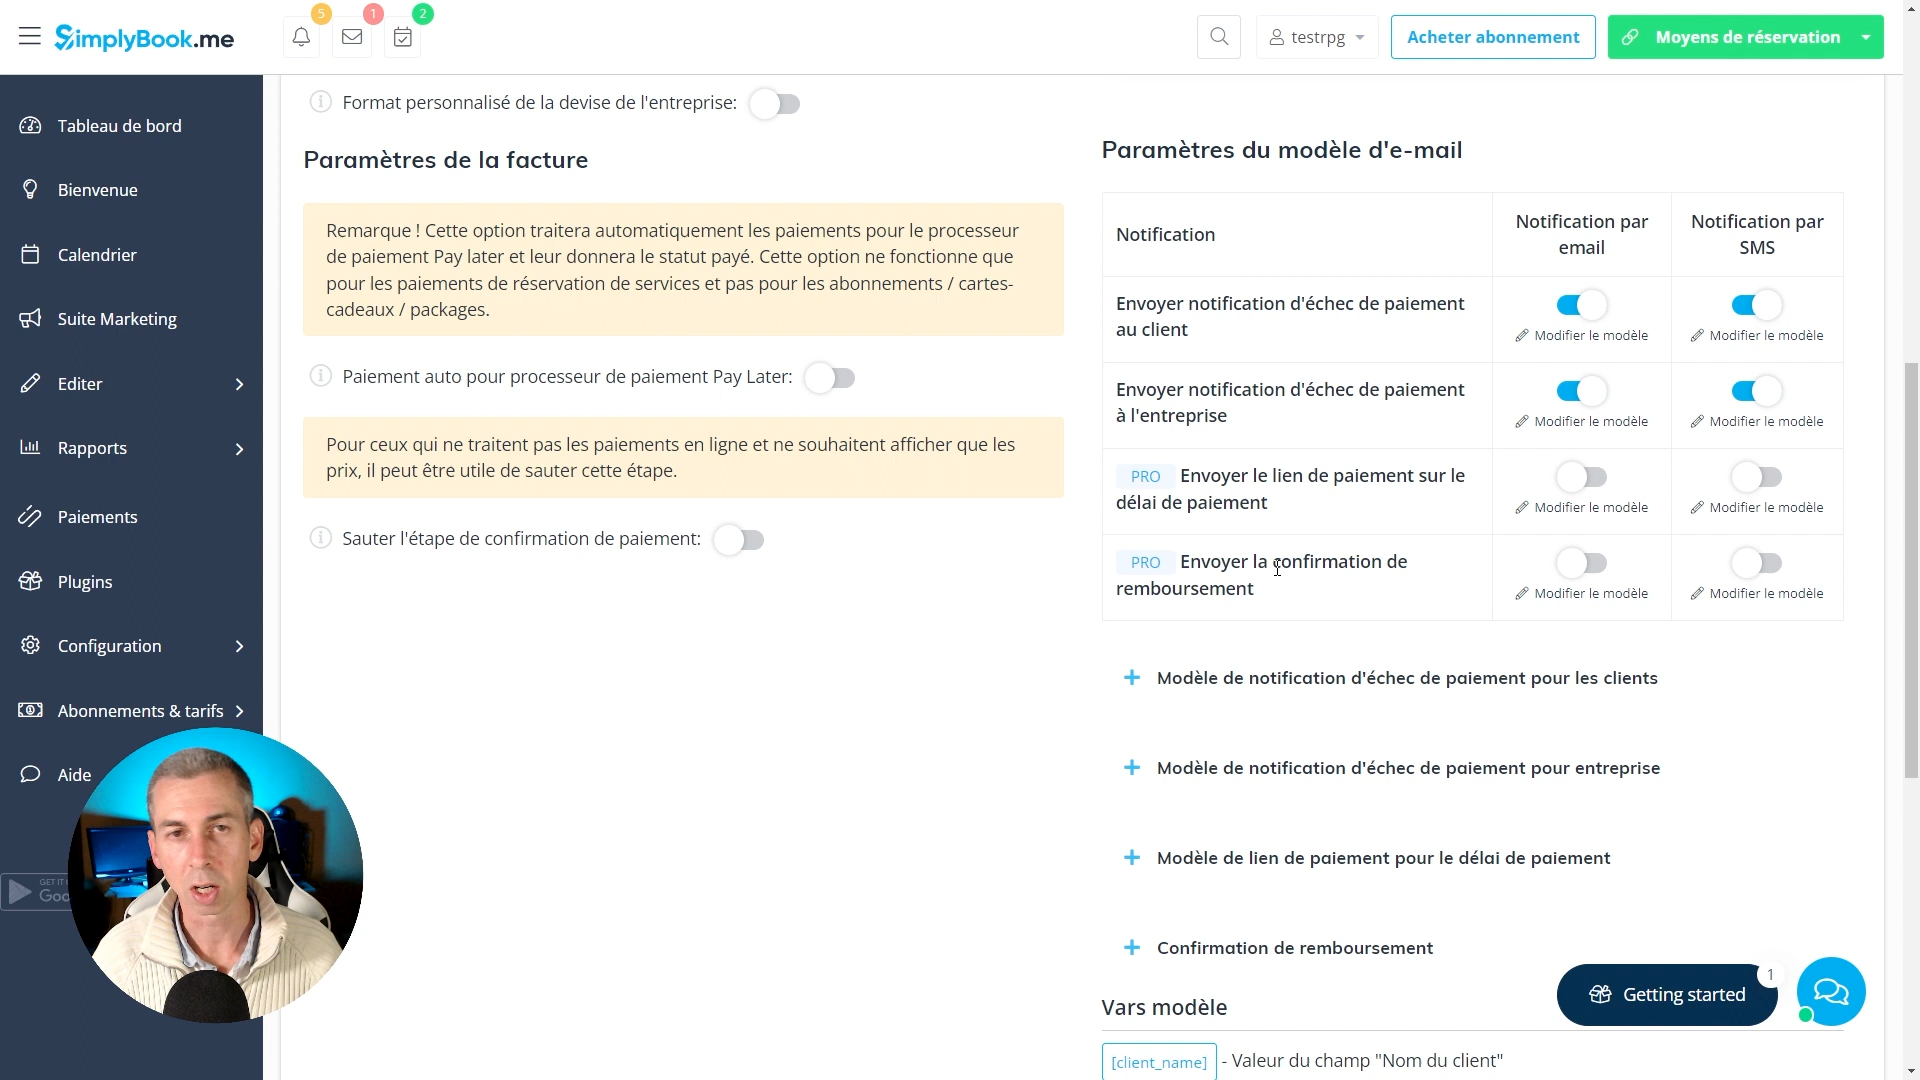 SimplyBook.me
5
1
2
testrpg
Acheter abonnement
Moyens de réservation
Tableau de bord
Bienvenue
Calendrier
Suite Marketing
Editer
Rapports
Paiements
Plugins
Configuration
Abonnements & tarifs
Aide
GET IT
Goo
Format personnalisé de la devise de l'entreprise:
Paramètres de la facture
Remarque ! Cette option traitera automatiquement les paiements pour le processeur
de paiement Pay later et leur donnera le statut payé. Cette option ne fonctionne que
pour les paiements de réservation de services et pas pour les abonnements / cartes-
cadeaux / packages.
Paiement auto pour processeur de paiement Pay Later:
Pour ceux qui ne traitent pas les paiements en ligne et ne souhaitent afficher que les
prix, il peut être utile de sauter cette étape.
Sauter l'étape de confirmation de paiement:
Paramètres du modèle d'e-mail
Notification
Notification par
email
Notification par
SMS
Envoyer notification d'échec de paiement
au client
Modifier le modèle
Modifier le modèle
Envoyer notification d'échec de paiement
à l'entreprise
Modifier le modèle
Modifier le modèle
PRO Envoyer le lien de paiement sur le
délai de paiement
Modifier le modèle
Modifier le modèle
PRO Envoyer la confirmation de
remboursement
Modifier le modèle
Modifier le modèle
Modèle de notification d'échec de paiement pour les clients
Modèle de notification d'échec de paiement pour entreprise
Modèle de lien de paiement pour le délai de paiement
Confirmation de remboursement
Vars modèle
[client_name] - Valeur du champ "Nom du client"
Getting started
1